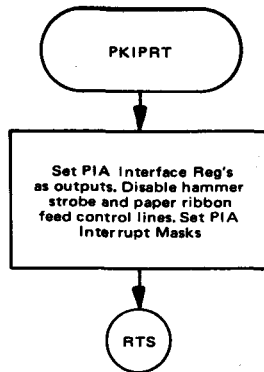 PKIPRT
Set PIA Interface Reg's
as outputs. Disable hammer
strobe and paper ribbon
feed control lines. Set PIA
Interrupt Masks
RTS